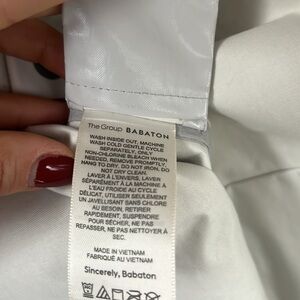 The Group BABATON
WASH INSIDE OUT. MACHINE
WASH COLD GENTLE CYCLE
SEPARATELY, ONLY
NON-CHLORINE BLEACH WHEN
NEEDED, REMOVE PROMPTLY,
HANG TO DRY. DO NOT IRON. DO
NOT DRY CLEAN.
LAVER À L'ENVERS, LAVER
SÉPARÉMENT À LA MACHINE À
L'EAU FROIDE AU CYCLE
DÉLICAT, UTILISER SEULEMENT
UN JAVELLISANT SANS CHLORE
AU BESOIN, RETIRER
RAPIDEMENT, SUSPENDRE
POUR SÉCHER. NE PAS
REPASSER. NE PAS NETTOYER À
SEC.
MADE IN VIETNAM
FABRIQUÉ AU VIETNAM
Sincerely, Babaton